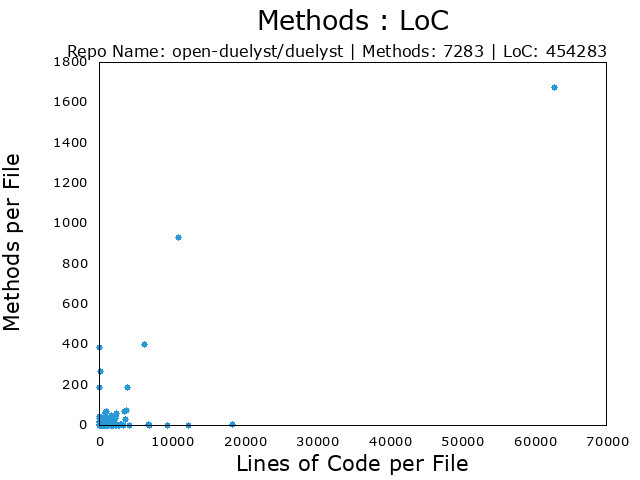 Methods : LoC
Repo Name: open-duelyst/duelyst | Methods: 7283 | LoC: 454283
1800
1600
1400
1200
1000
800
600
400
200
0
Methods per File
0 10000 20000 30000 40000 50000 60000 70000
Lines of Code per File